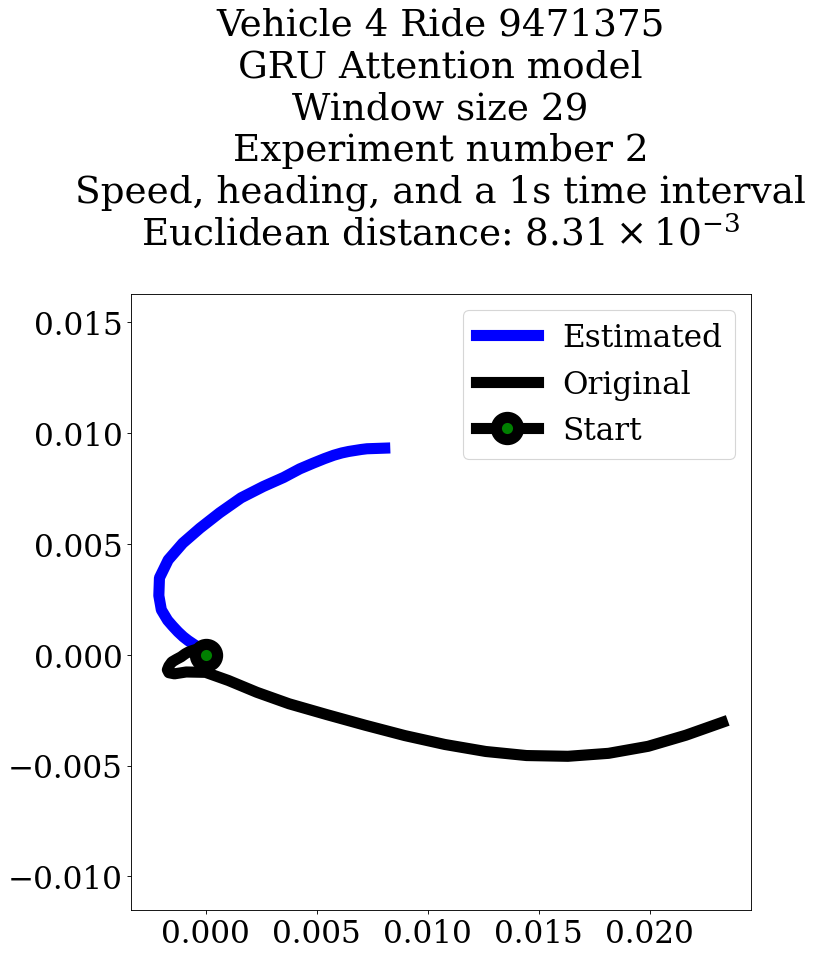 Vehicle 4 Ride 9471375
GRU Attention model
Window size 29
Experiment number 2
Speed, heading, and a 1s time interval
Euclidean distance: 8.31 × 10⁻³
Estimated
Original
Start
0.015
0.010
0.005
0.000
−0.005
−0.010
0.000 0.005 0.010 0.015 0.020